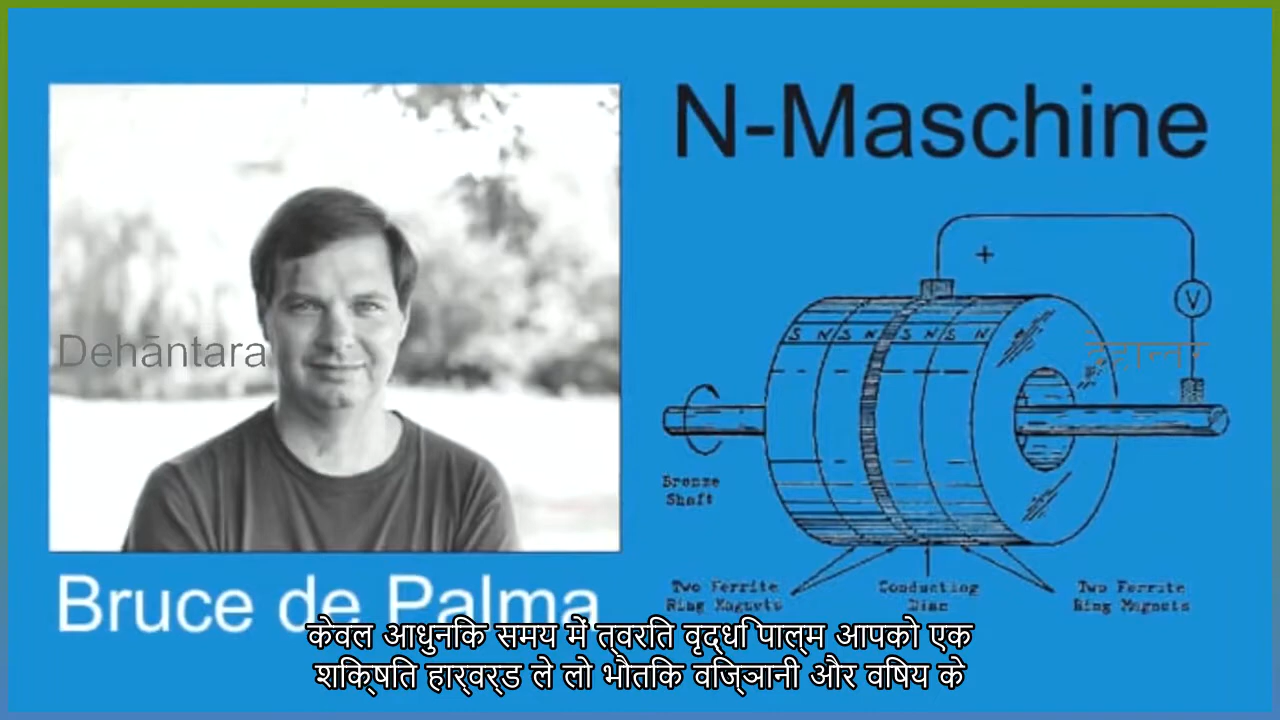 N-Maschine
+
V
S N S N S N S N
Dehāntara
देहान्तर
Bronze
Shaft
Two Ferrite
Ring Magnets
Conducting
Disc
Two Ferrite
Ring Magnets
Bruce de Palma
केवल आधुनकि समय में त्वरति वृद्धि पाल्म आपको एक
शकि्षति हार्वर्ड ले लो भौतकि वजि्ञानी और वषिय के